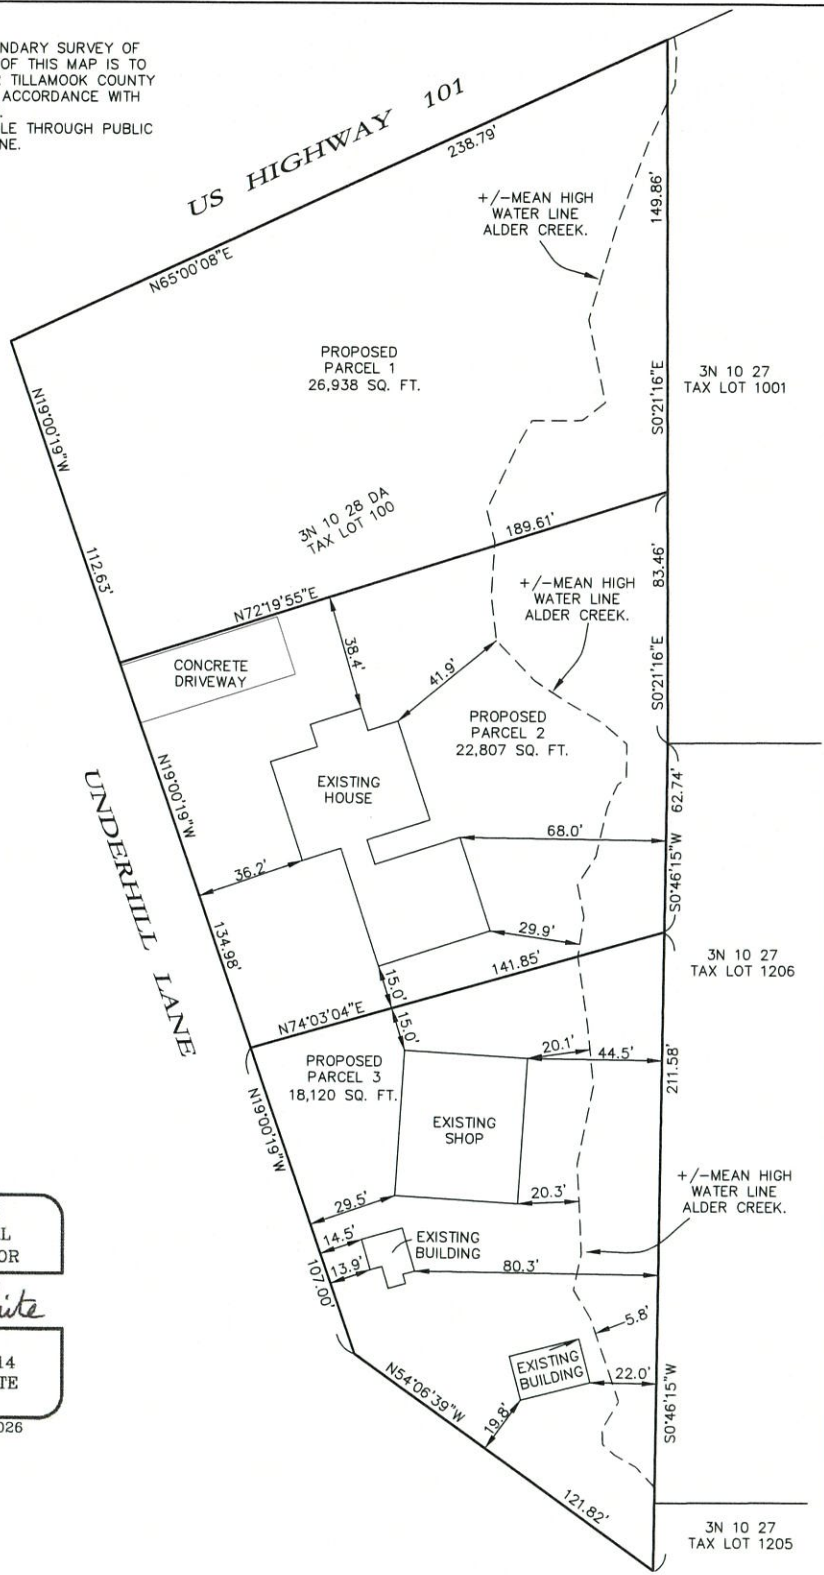 NDARY SURVEY OF
OF THIS MAP IS TO
TILLAMOOK COUNTY
ACCORDANCE WITH
LE THROUGH PUBLIC
NE.
US HIGHWAY 101
238.79'
N65°00'08"E
+/-MEAN HIGH
WATER LINE
ALDER CREEK.
149.86'
S0°21'16"E
PROPOSED
PARCEL 1
26,938 SQ. FT.
3N 10 27
TAX LOT 1001
N19°00'19"W
112.63'
3N 10 28 DA
TAX LOT 100
189.61'
N72°19'55"E
83.46'
S0°21'16"E
+/-MEAN HIGH
WATER LINE
ALDER CREEK.
CONCRETE
DRIVEWAY
38.4'
41.9'
PROPOSED
PARCEL 2
22,807 SQ. FT.
EXISTING
HOUSE
N19°00'19"W
UNDERHILL LANE
62.74'
S0°46'15"W
68.0'
36.2'
134.98'
29.9'
141.85'
3N 10 27
TAX LOT 1206
15.0'
N74°03'04"E
15.0'
PROPOSED
PARCEL 3
18,120 SQ. FT.
20.1'
44.5'
211.58'
EXISTING
SHOP
N19°00'19"W
+/-MEAN HIGH
WATER LINE
ALDER CREEK.
29.5'
20.3'
14.5'
EXISTING
BUILDING
13.9'
80.3'
107.00'
5.8'
EXISTING
BUILDING
22.0'
N54°06'39"W
19.8'
S0°46'15"W
121.82'
3N 10 27
TAX LOT 1205
L
OR
ite
14
TE
026